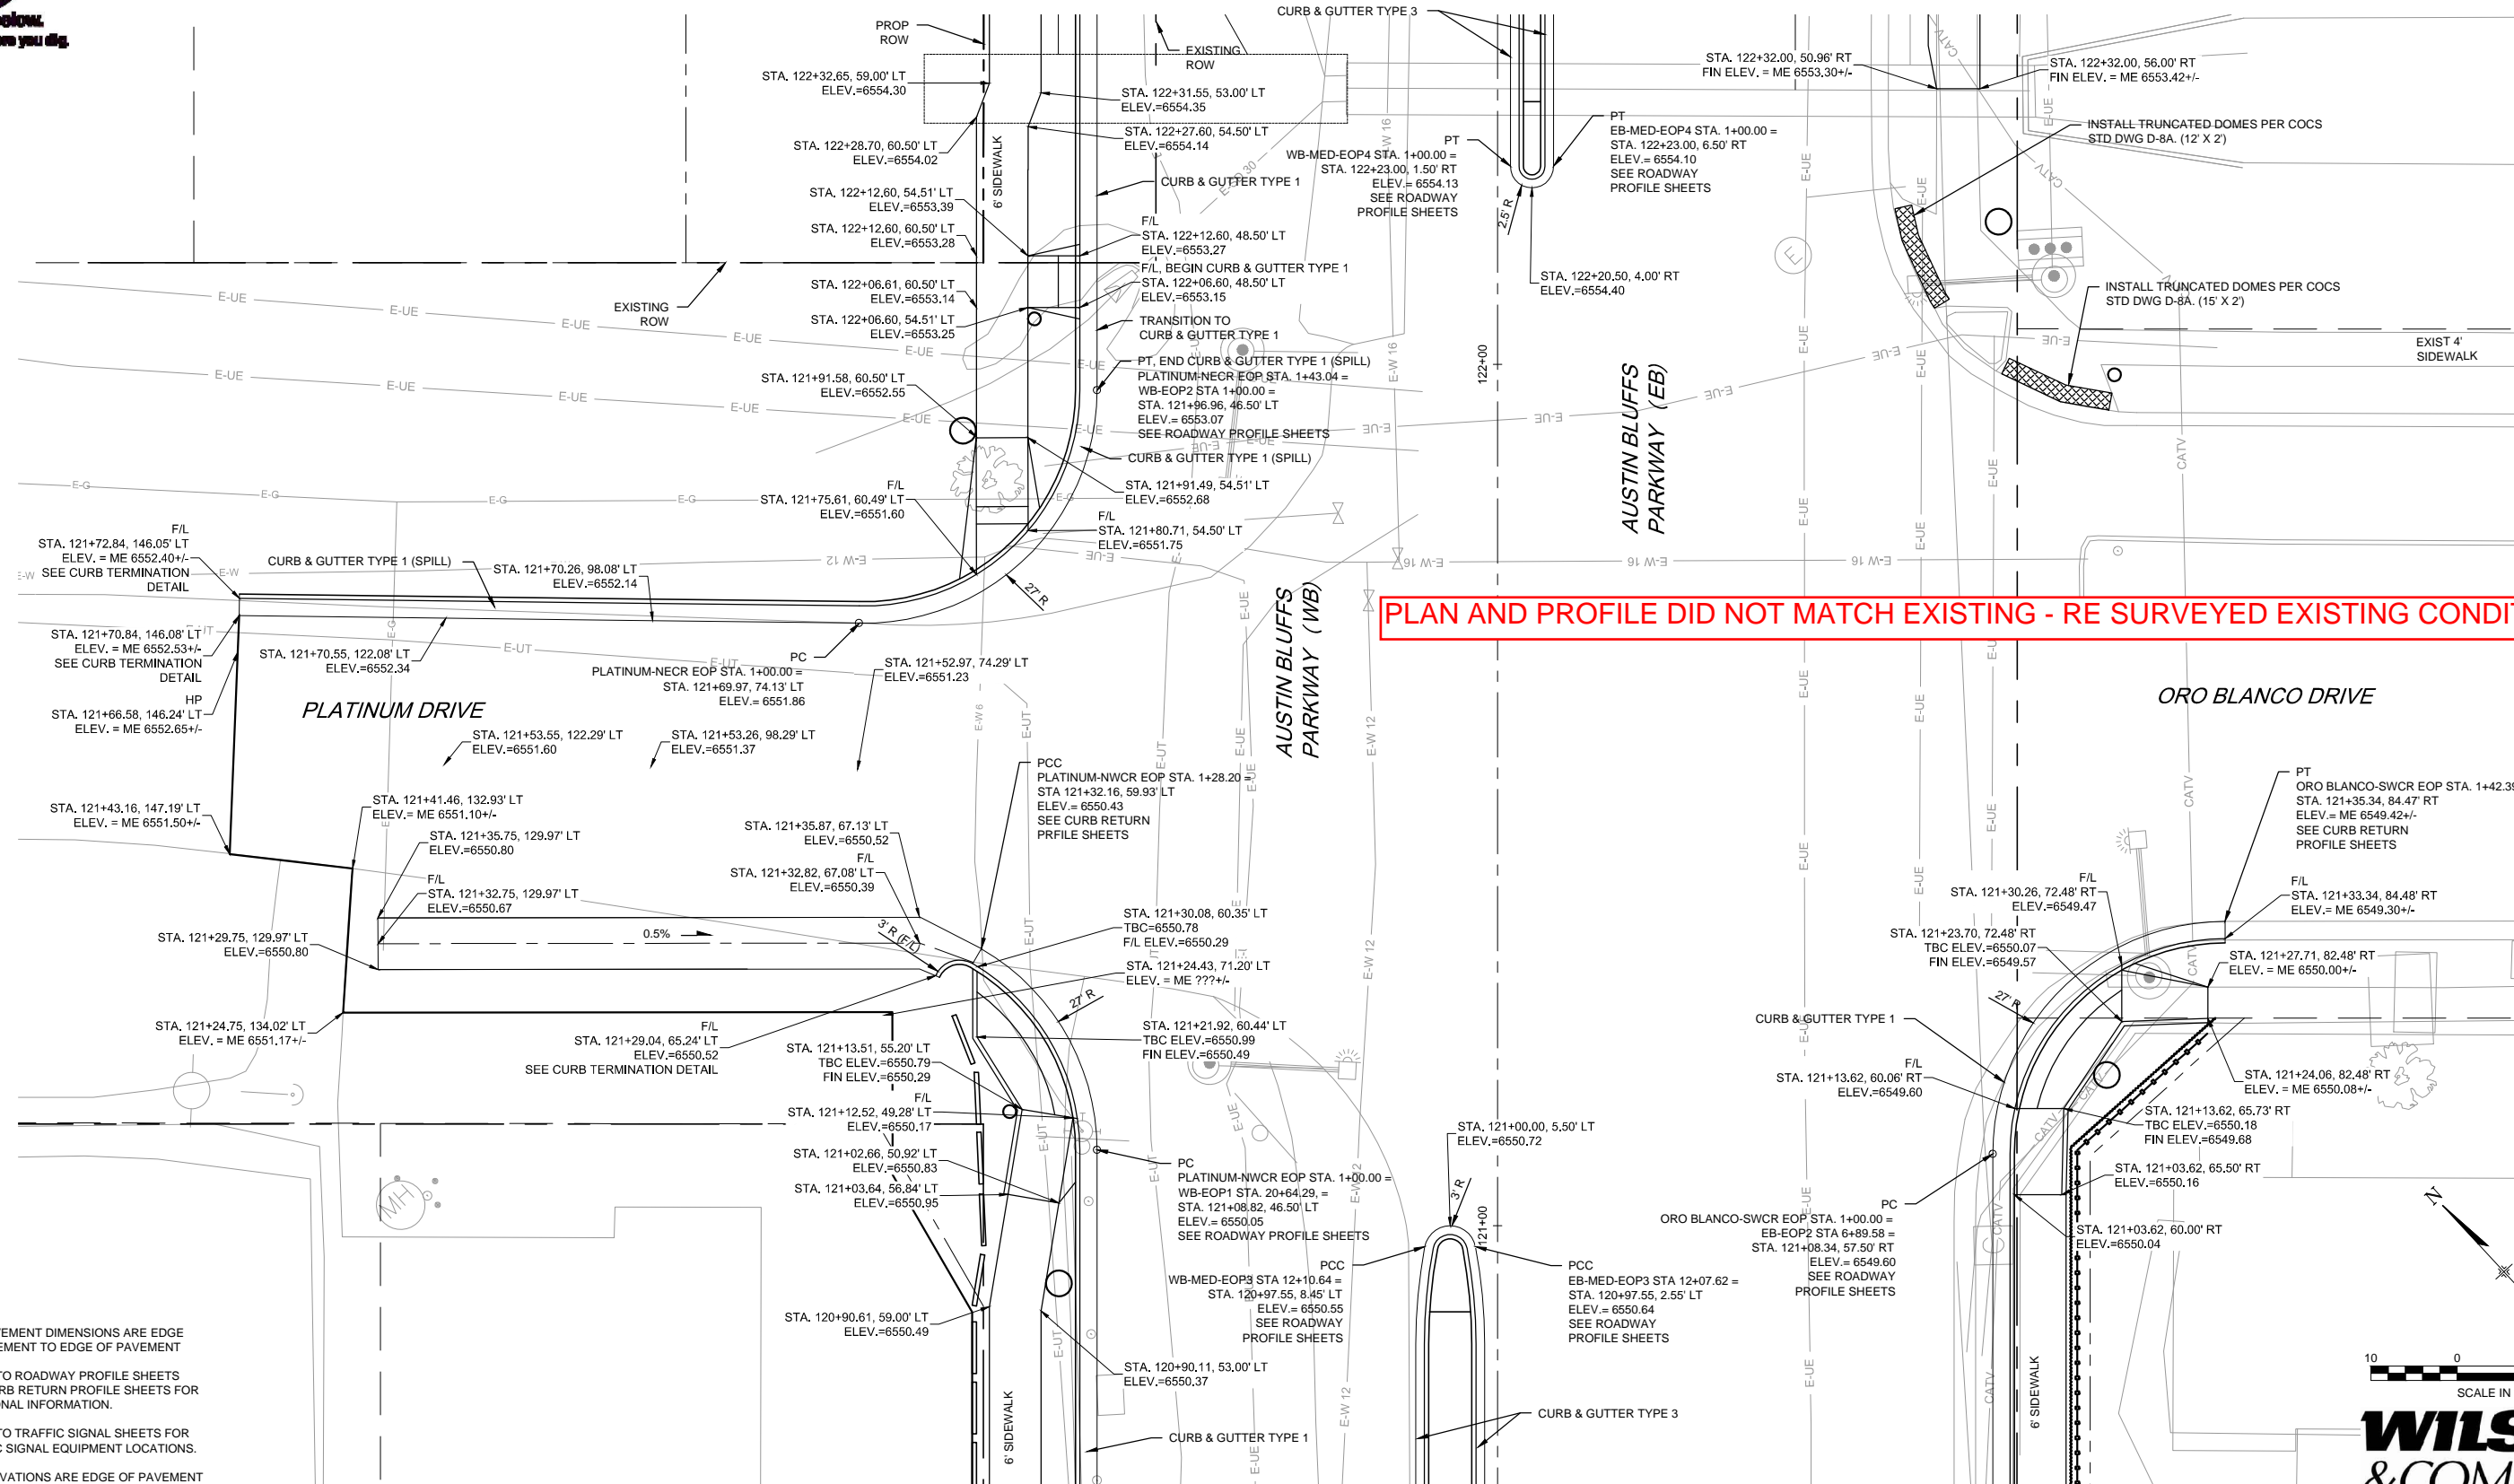 below.
ore you dig.
PROP
ROW
EXISTING
ROW
CURB & GUTTER TYPE 3
STA. 122+32.65, 59.00' LT
ELEV.=6554.30
STA. 122+31.55, 53.00' LT
ELEV.=6554.35
STA. 122+28.70, 60.50' LT
ELEV.=6554.02
STA. 122+27.60, 54.50' LT
ELEV.=6554.14
6' SIDEWALK
CURB & GUTTER TYPE 1
STA. 122+12.60, 54.51' LT
ELEV.=6553.39
STA. 122+12.60, 60.50' LT
ELEV.=6553.28
F/L
STA. 122+12.60, 48.50' LT
ELEV.=6553.27
F/L, BEGIN CURB & GUTTER TYPE 1
STA. 122+06.60, 48.50' LT
ELEV.=6553.15
STA. 122+06.61, 60.50' LT
ELEV.=6553.14
STA. 122+06.60, 54.51' LT
ELEV.=6553.25
EXISTING
ROW
TRANSITION TO
CURB & GUTTER TYPE 1
PT, END CURB & GUTTER TYPE 1 (SPILL)
PLATINUM-NECR EOP STA. 1+43.04 =
WB-EOP2 STA 1+00.00 =
STA. 121+96.96, 46.50' LT
ELEV.=6553.07
SEE ROADWAY PROFILE SHEETS
STA. 121+91.58, 60.50' LT
ELEV.=6552.55
CURB & GUTTER TYPE 1 (SPILL)
STA. 121+91.49, 54.51' LT
ELEV.=6552.68
F/L
STA. 121+75.61, 60.49' LT
ELEV.=6551.60
F/L
STA. 121+80.71, 54.50' LT
ELEV.=6551.75
PT
WB-MED-EOP4 STA. 1+00.00 =
STA. 122+23.00, 1.50' RT
ELEV.= 6554.13
SEE ROADWAY
PROFILE SHEETS
PT
EB-MED-EOP4 STA. 1+00.00 =
STA. 122+23.00, 6.50' RT
ELEV.= 6554.10
SEE ROADWAY
PROFILE SHEETS
2.5' R
STA. 122+20.50, 4.00' RT
ELEV.=6554.40
122+00
AUSTIN BLUFFS
PARKWAY (EB)
STA. 122+32.00, 50.96' RT
FIN ELEV. = ME 6553.30+/-
STA. 122+32.00, 56.00' RT
FIN ELEV. = ME 6553.42+/-
INSTALL TRUNCATED DOMES PER COCS
STD DWG D-8A. (12' X 2')
INSTALL TRUNCATED DOMES PER COCS
STD DWG D-8A. (15' X 2')
EXIST 4'
SIDEWALK
E
F/L
STA. 121+72.84, 146.05' LT
ELEV. = ME 6552.40+/-
SEE CURB TERMINATION
DETAIL
CURB & GUTTER TYPE 1 (SPILL)
STA. 121+70.26, 98.08' LT
ELEV.=6552.14
27' R
STA. 121+70.84, 146.08' LT
ELEV. = ME 6552.53+/-
SEE CURB TERMINATION
DETAIL
HP
STA. 121+66.58, 146.24' LT
ELEV. = ME 6552.65+/-
STA. 121+70.55, 122.08' LT
ELEV.=6552.34
PC
PLATINUM-NECR EOP STA. 1+00.00 =
STA. 121+69.97, 74.13' LT
ELEV.= 6551.86
STA. 121+52.97, 74.29' LT
ELEV.=6551.23
AUSTIN BLUFFS
PARKWAY (WB)
PLAN AND PROFILE DID NOT MATCH EXISTING - RE SURVEYED EXISTING CONDIT
PLATINUM DRIVE
ORO BLANCO DRIVE
STA. 121+53.55, 122.29' LT
ELEV.=6551.60
STA. 121+53.26, 98.29' LT
ELEV.=6551.37
STA. 121+43.16, 147.19' LT
ELEV. = ME 6551.50+/-
STA. 121+41.46, 132.93' LT
ELEV.= ME 6551.10+/-
STA. 121+35.75, 129.97' LT
ELEV.=6550.80
F/L
STA. 121+32.75, 129.97' LT
ELEV.=6550.67
STA. 121+29.75, 129.97' LT
ELEV.=6550.80
STA. 121+24.75, 134.02' LT
ELEV. = ME 6551.17+/-
0.5%
STA. 121+35.87, 67.13' LT
ELEV.=6550.52
F/L
STA. 121+32.82, 67.08' LT
ELEV.=6550.39
3' R (F/L)
PCC
PLATINUM-NWCR EOP STA. 1+28.20 =
STA 121+32.16, 59.93' LT
ELEV.= 6550.43
SEE CURB RETURN
PRFILE SHEETS
STA. 121+30.08, 60.35' LT
TBC=6550.78
F/L ELEV.=6550.29
STA. 121+24.43, 71.20' LT
ELEV. = ME ???+/-
27' R
F/L
STA. 121+29.04, 65.24' LT
ELEV.=6550.52
SEE CURB TERMINATION DETAIL
STA. 121+21.92, 60.44' LT
TBC ELEV.=6550.99
FIN ELEV.=6550.49
STA. 121+13.51, 55.20' LT
TBC ELEV.=6550.79
FIN ELEV.=6550.29
F/L
STA. 121+12.52, 49.28' LT
ELEV.=6550.17
STA. 121+02.66, 50.92' LT
ELEV.=6550.83
STA. 121+03.64, 56.84' LT
ELEV.=6550.95
PC
PLATINUM-NWCR EOP STA. 1+00.00 =
WB-EOP1 STA. 20+64.29, =
STA. 121+08.82, 46.50' LT
ELEV.= 6550.05
SEE ROADWAY PROFILE SHEETS
STA. 120+90.61, 59.00' LT
ELEV.=6550.49
STA. 120+90.11, 53.00' LT
ELEV.=6550.37
6' SIDEWALK
CURB & GUTTER TYPE 1
PCC
WB-MED-EOP3 STA 12+10.64 =
STA. 120+97.55, 8.45' LT
ELEV.= 6550.55
SEE ROADWAY
PROFILE SHEETS
STA. 121+00.00, 5.50' LT
ELEV.=6550.72
3' R
121+00
PCC
EB-MED-EOP3 STA 12+07.62 =
STA. 120+97.55, 2.55' LT
ELEV.= 6550.64
SEE ROADWAY
PROFILE SHEETS
CURB & GUTTER TYPE 3
PT
ORO BLANCO-SWCR EOP STA. 1+42.39
STA. 121+35.34, 84.47' RT
ELEV.= ME 6549.42+/-
SEE CURB RETURN
PROFILE SHEETS
F/L
STA. 121+30.26, 72.48' RT
ELEV.=6549.47
F/L
STA. 121+33.34, 84.48' RT
ELEV.= ME 6549.30+/-
STA. 121+23.70, 72.48' RT
TBC ELEV.=6550.07
FIN ELEV.=6549.57
STA. 121+27.71, 82.48' RT
ELEV. = ME 6550.00+/-
27' R
CURB & GUTTER TYPE 1
F/L
STA. 121+13.62, 60.06' RT
ELEV.=6549.60
STA. 121+24.06, 82.48' RT
ELEV. = ME 6550.08+/-
STA. 121+13.62, 65.73' RT
TBC ELEV.=6550.18
FIN ELEV.=6549.68
STA. 121+03.62, 65.50' RT
ELEV.=6550.16
PC
ORO BLANCO-SWCR EOP STA. 1+00.00 =
EB-EOP2 STA 6+89.58 =
STA. 121+08.34, 57.50' RT
ELEV.= 6549.60
SEE ROADWAY
PROFILE SHEETS
STA. 121+03.62, 60.00' RT
ELEV.=6550.04
6' SIDEWALK
N
MH
10 0
SCALE IN
WILS
&COM
VEMENT DIMENSIONS ARE EDGE
EMENT TO EDGE OF PAVEMENT
TO ROADWAY PROFILE SHEETS
RB RETURN PROFILE SHEETS FOR
ONAL INFORMATION.
TO TRAFFIC SIGNAL SHEETS FOR
C SIGNAL EQUIPMENT LOCATIONS.
VATIONS ARE EDGE OF PAVEMENT